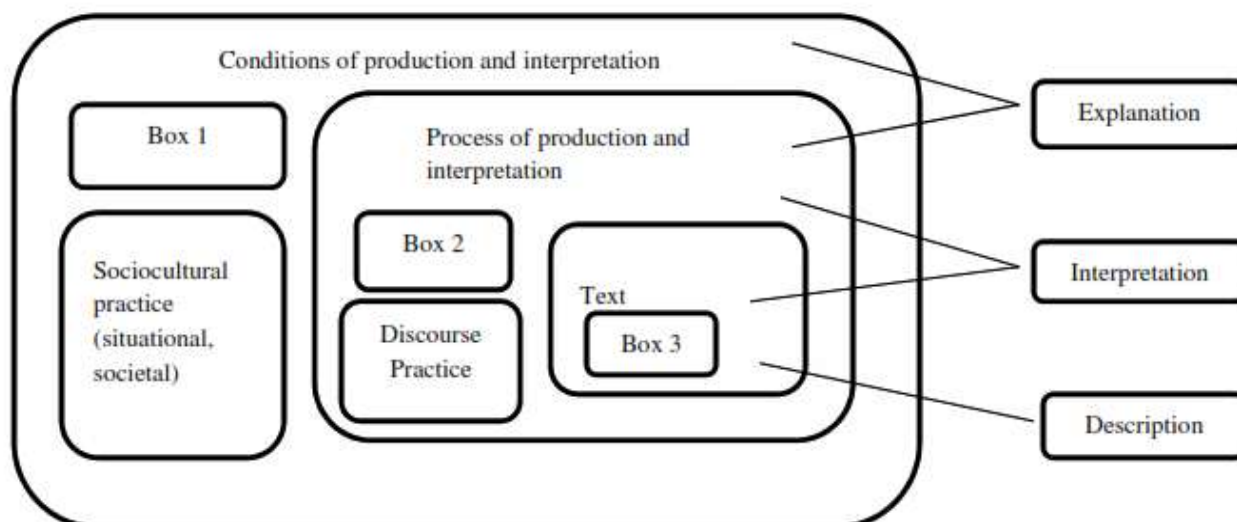 Conditions of production and interpretation
Box 1
Process of production and
interpretation
Box 2
Sociocultural
practice
(situational,
societal)
Discourse
Practice
Text
Box 3
Explanation
Interpretation
Description